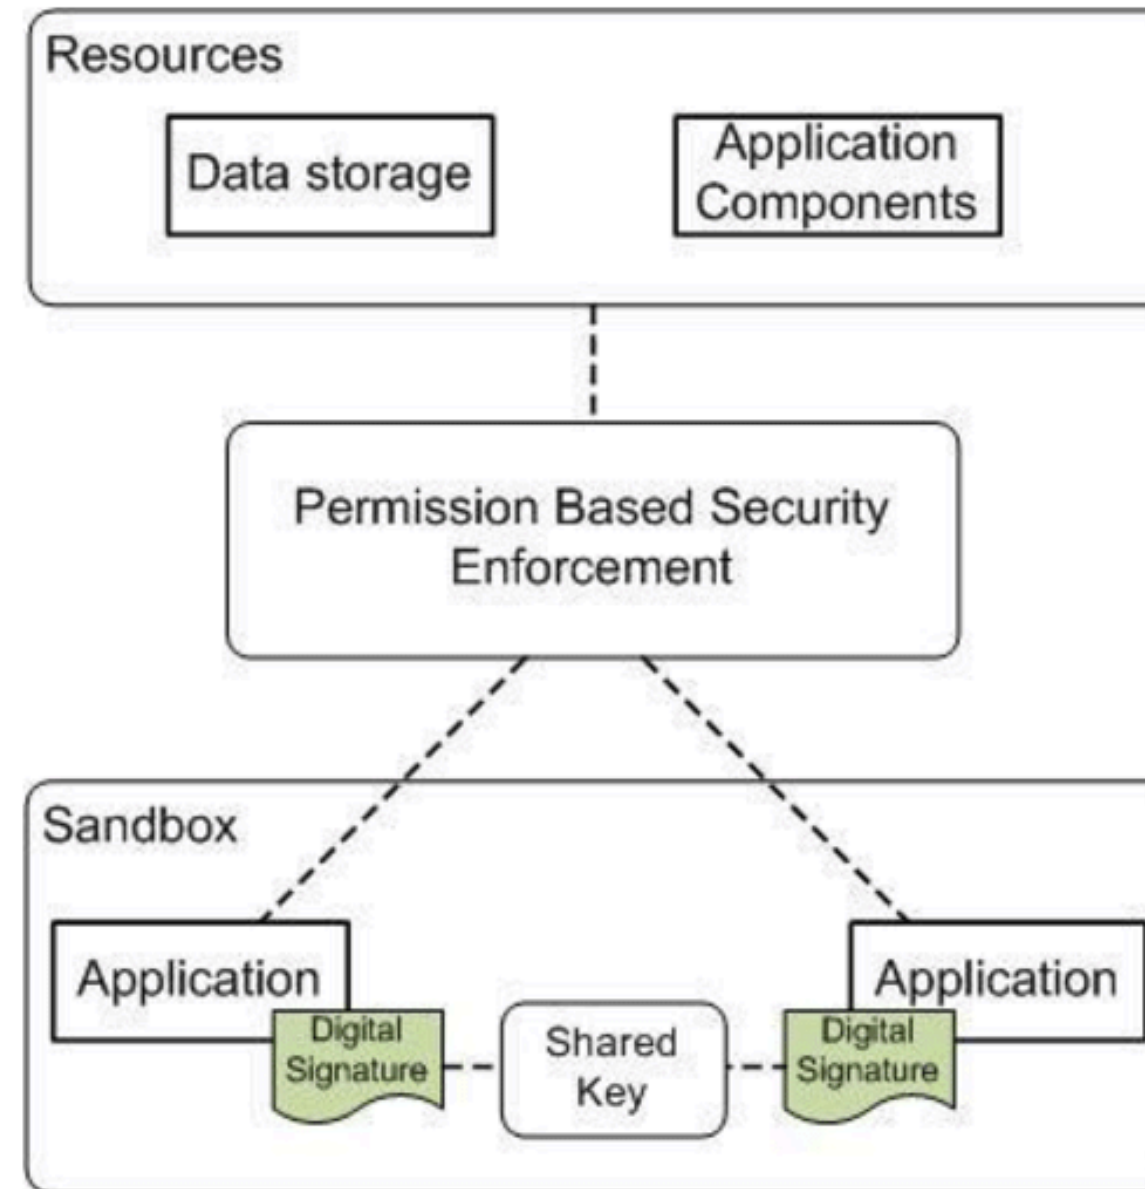 Resources
Data storage
Application
Components
Permission Based Security
Enforcement
Sandbox
Application
Digital
Signature
Shared
Key
Application
Digital
Signature